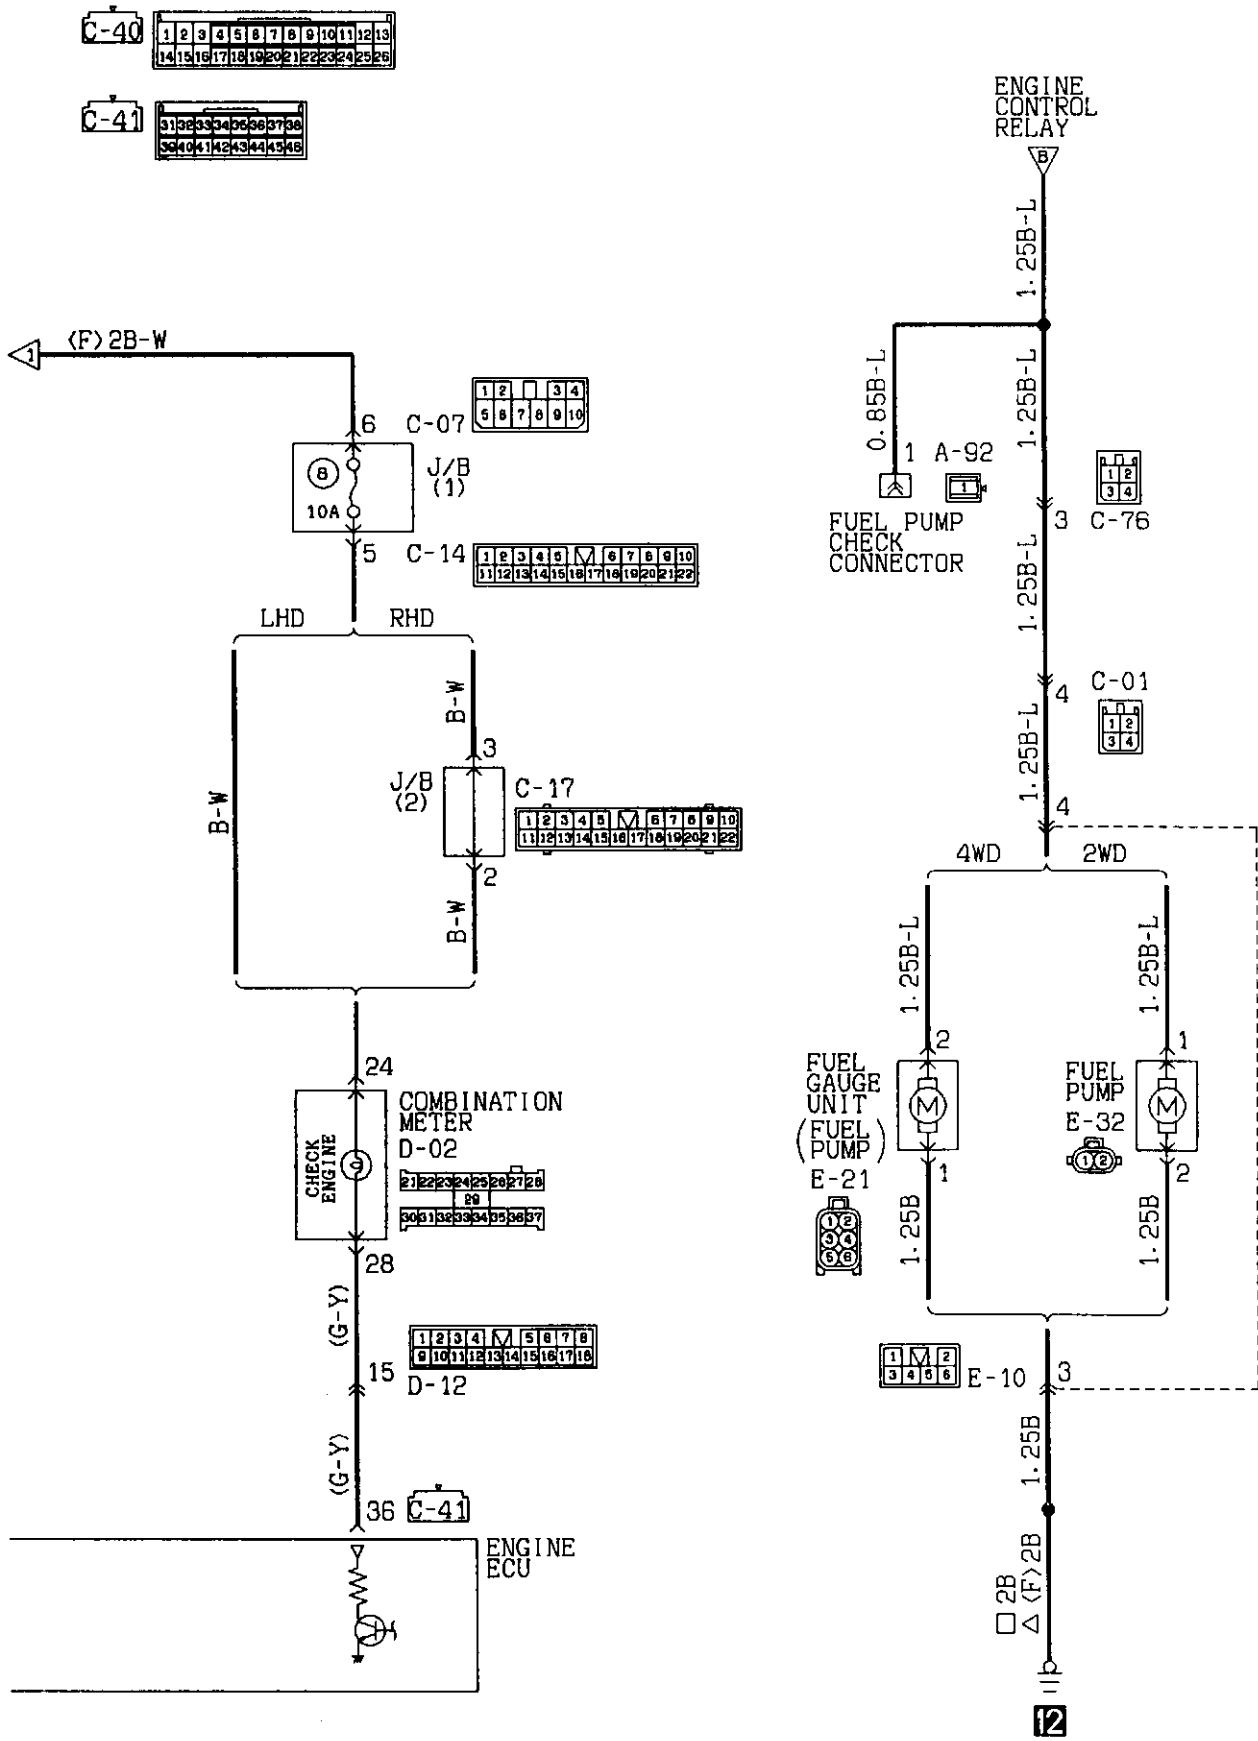 C-40
1 2 3 4 5 6 7 8 9 10 11 12 13
14 15 16 17 18 19 20 21 22 23 24 25 26
C-41
31 32 33 34 35 36 37 38
39 40 41 42 43 44 45 46
ENGINE
CONTROL
RELAY
B
1.25B-L
1
(F)2B-W
6
C-07
1 2 3 4
5 6 7 8 9 10
8
10A
J/B
(1)
5
C-14
1 2 3 4 5 6 7 8 9 10
11 12 13 14 15 16 17 18 19 20 21 22
0.85B-L
1.25B-L
1
A-92
1
FUEL PUMP
CHECK
CONNECTOR
1 2
3 4
3
C-76
1.25B-L
LHD
RHD
B-W
B-W
3
J/B
(2)
C-17
1 2 3 4 5 6 7 8 9 10
11 12 13 14 15 16 17 18 19 20 21 22
2
B-W
4
C-01
1 2
3 4
1.25B-L
4
4WD
2WD
1.25B-L
1.25B-L
2
1
FUEL
GAUGE
UNIT
(FUEL
PUMP)
E-21
1 2
3 4
5 6
M
FUEL
PUMP
E-32
1 2
M
1
2
1.25B
1.25B
24
CHECK
ENGINE
COMBINATION
METER
D-02
21 22 23 24 25 26 27 28
29
30 31 32 33 34 35 36 37
28
(G-Y)
1 2 3 4 5 6 7 8
9 10 11 12 13 14 15 16 17 18
15
D-12
(G-Y)
36
C-41
ENGINE
ECU
1 2
3 4 5 6
E-10
3
1.25B
□ 2B
△ (F)2B
12